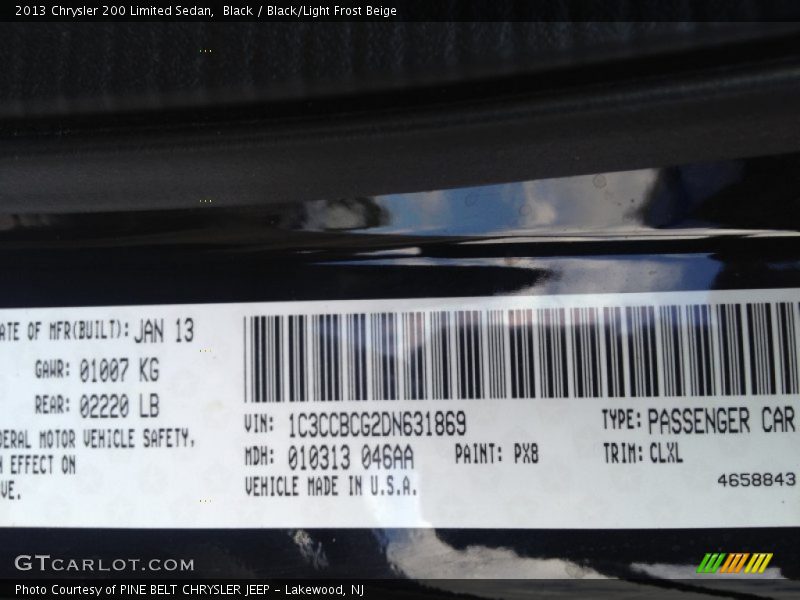 2013 Chrysler 200 Limited Sedan, Black / Black/Light Frost Beige
ATE OF MFR(BUILT): JAN 13
GAWR: 01007 KG
REAR: 02220 LB
DERAL MOTOR VEHICLE SAFETY.
N EFFECT ON
VE.
VIN: 1C3CCBCG2DN631869
TYPE: PASSENGER CAR
MDH: 010313 046AA
PAINT: PX8
TRIM: CLXL
VEHICLE MADE IN U.S.A.
4658843
GTCARLOT.COM
Photo Courtesy of PINE BELT CHRYSLER JEEP - Lakewood, NJ